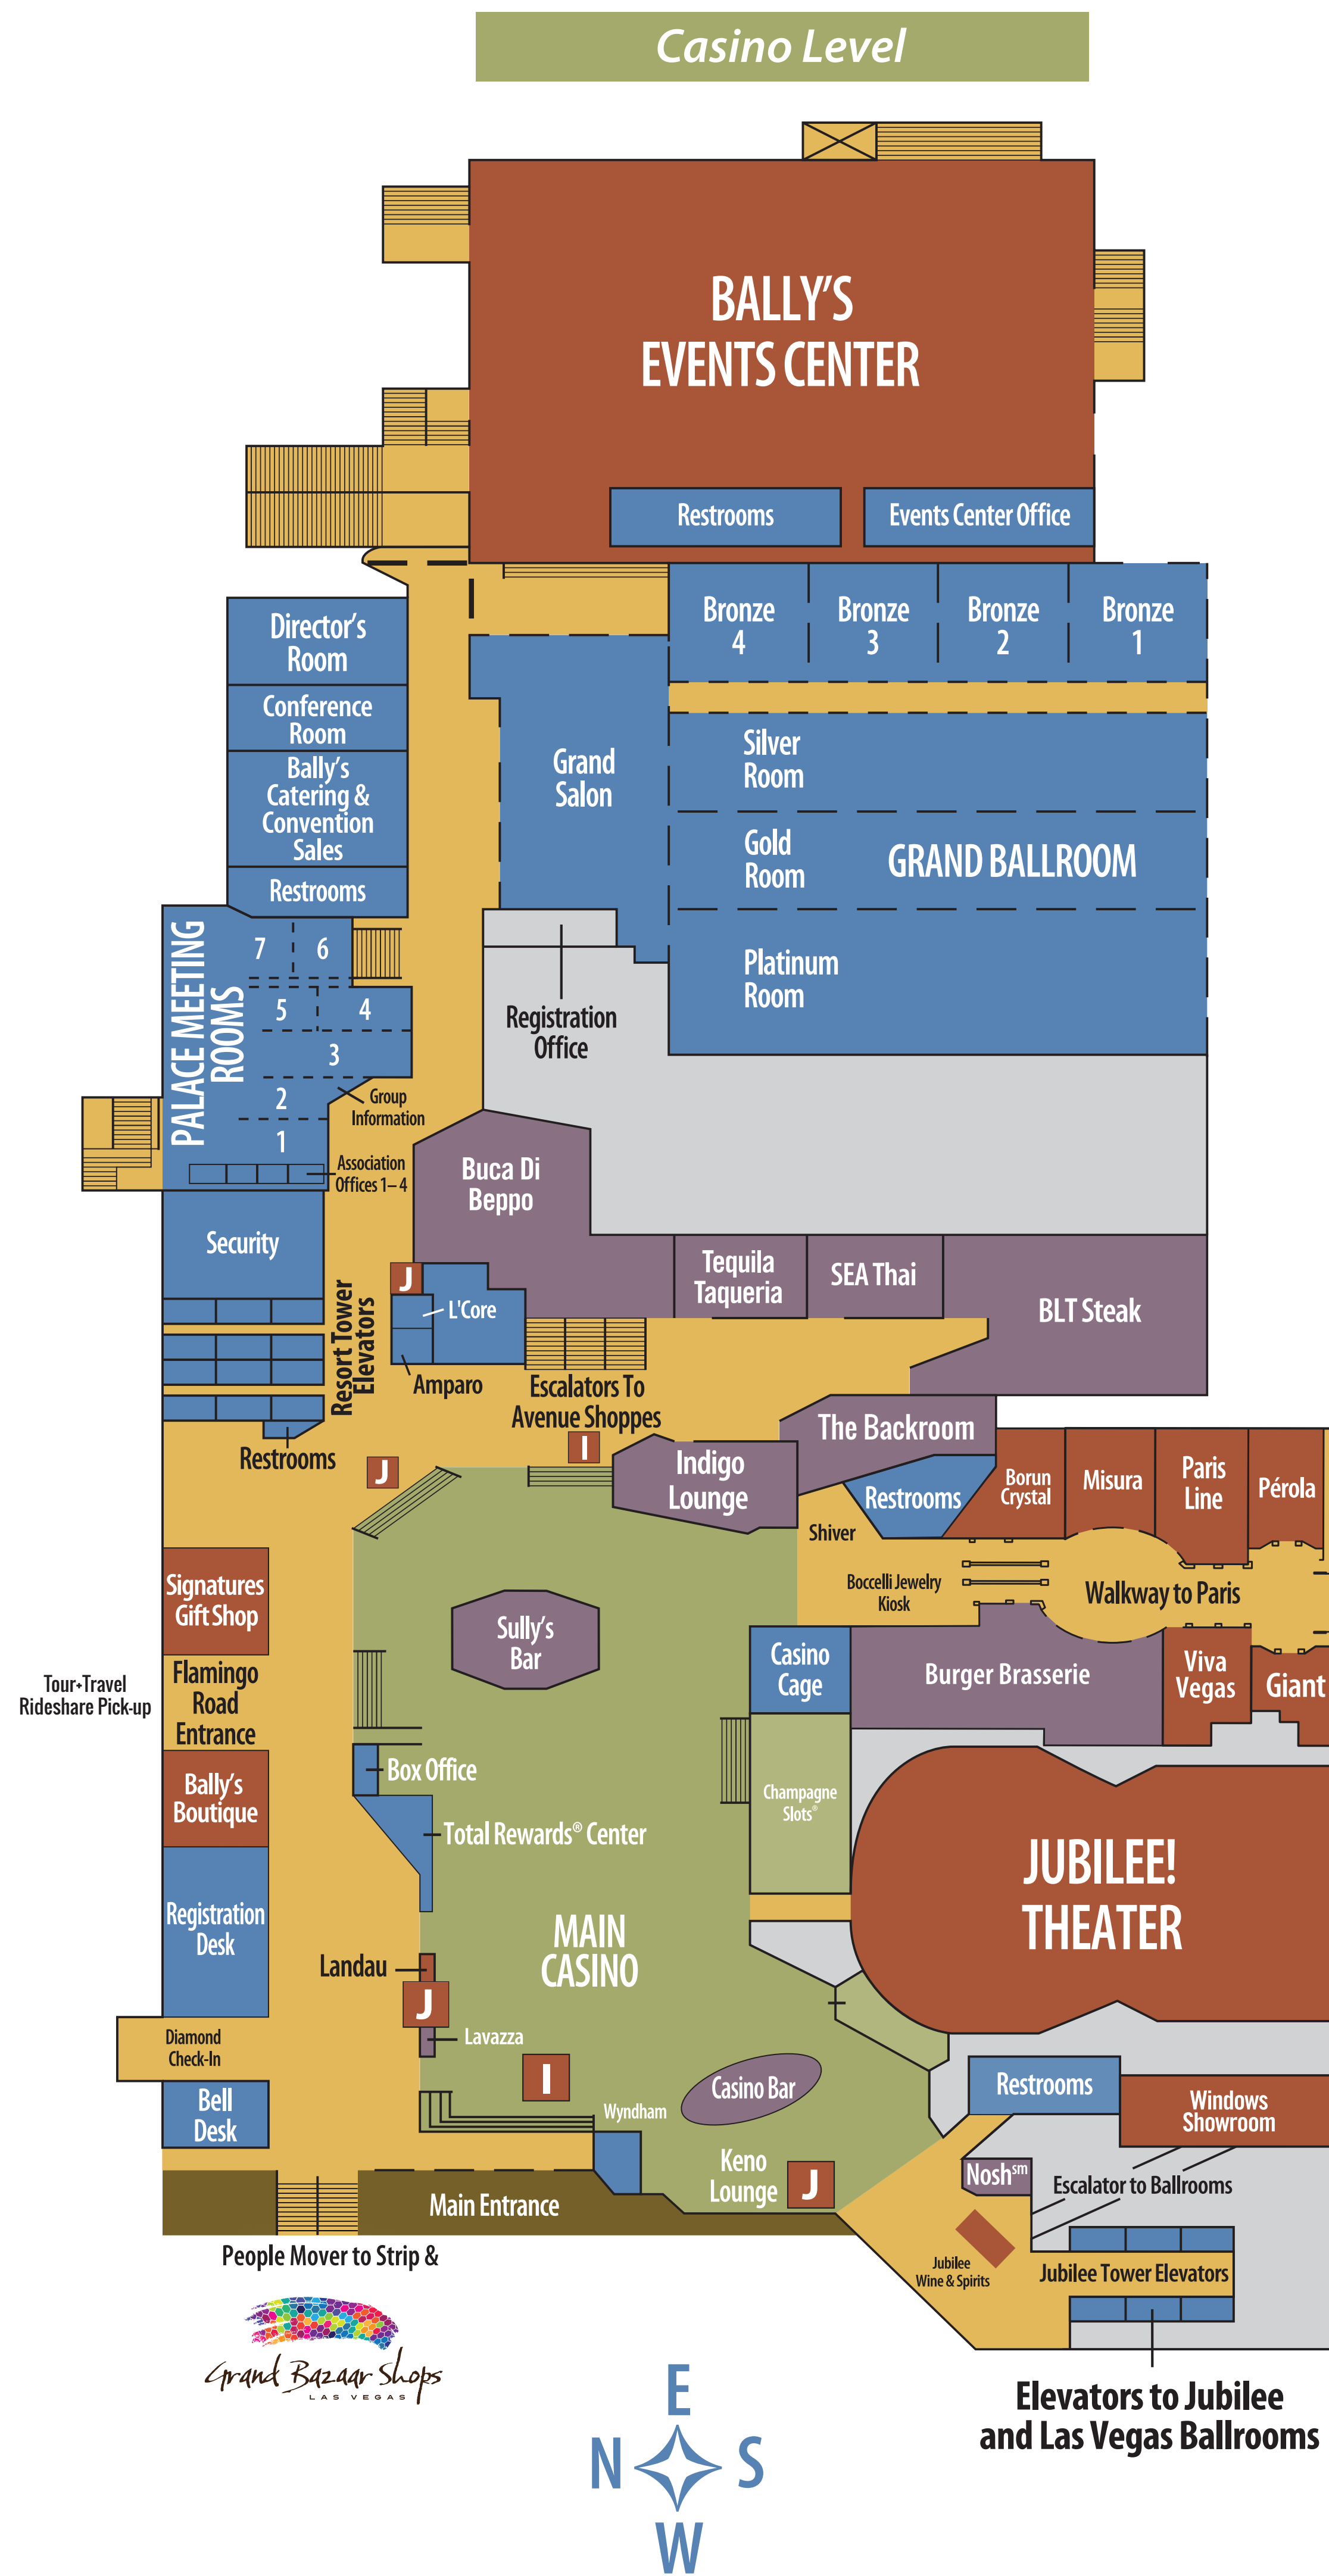 Casino Level
BALLY'S
EVENTS CENTER
Restrooms
Events Center Office
Bronze
4
Bronze
3
Bronze
2
Bronze
1
Director's
Room
Conference
Room
Bally's
Catering &
Convention
Sales
Restrooms
Grand
Salon
Silver
Room
Gold
Room
GRAND BALLROOM
Platinum
Room
PALACE MEETING
ROOMS
7
6
5
4
3
2
1
Registration
Office
Group
Information
Association
Offices 1–4
Buca Di
Beppo
Security
Tequila
Taqueria
SEA Thai
BLT Steak
J
L'Core
Resort Tower
Elevators
Amparo
Escalators To
Avenue Shoppes
I
The Backroom
Restrooms
J
Indigo
Lounge
Restrooms
Borun
Crystal
Misura
Paris
Line
Pérola
Shiver
Boccelli Jewelry
Kiosk
Walkway to Paris
Signatures
Gift Shop
Sully's
Bar
Casino
Cage
Burger Brasserie
Viva
Vegas
Giant
Tour•Travel
Rideshare Pick-up
Flamingo
Road
Entrance
Box Office
Bally's
Boutique
Champagne
Slots®
Total Rewards® Center
JUBILEE!
THEATER
Registration
Desk
MAIN
CASINO
Landau
J
Lavazza
Diamond
Check-In
I
Casino Bar
Restrooms
Windows
Showroom
Bell
Desk
Wyndham
Keno
Lounge
J
Nosh℠
Escalator to Ballrooms
Main Entrance
Jubilee
Wine & Spirits
Jubilee Tower Elevators
People Mover to Strip &
Grand Bazaar Shops
LAS VEGAS
Elevators to Jubilee
and Las Vegas Ballrooms
E
N
S
W